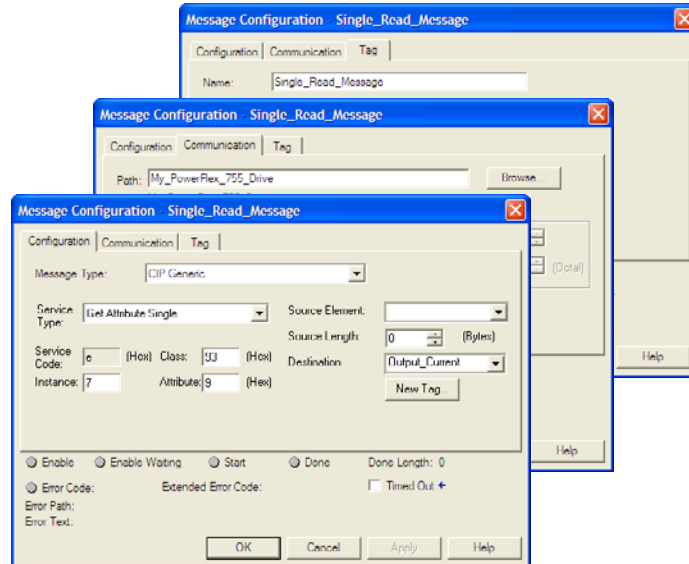 Message Configuration - Single_Read_Message
Configuration Communication Tag
Name: Single_Read_Message
Message Configuration - Single_Read_Message
Configuration Communication Tag
Path: My_PowerFlex_755_Drive Browse...
(Octal)
Help
Help
Message Configuration - Single_Read_Message
Configuration Communication Tag
Message Type: CIP Generic
Service Type: Get Attribute Single Source Element:
Source Length: 0 (Bytes)
Service Code: e (Hex) Class: 93 (Hex) Destination Output_Current
Instance: 7 Attribute: 9 (Hex) New Tag...
Enable Enable Waiting Start Done Done Length: 0
Error Code: Extended Error Code: Timed Out
Error Path:
Error Text:
OK Cancel Apply Help